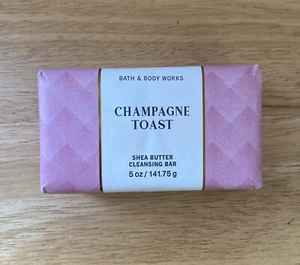 BATH & BODY WORKS
CHAMPAGNE
TOAST
SHEA BUTTER
CLEANSING BAR
5 oz / 141.75 g